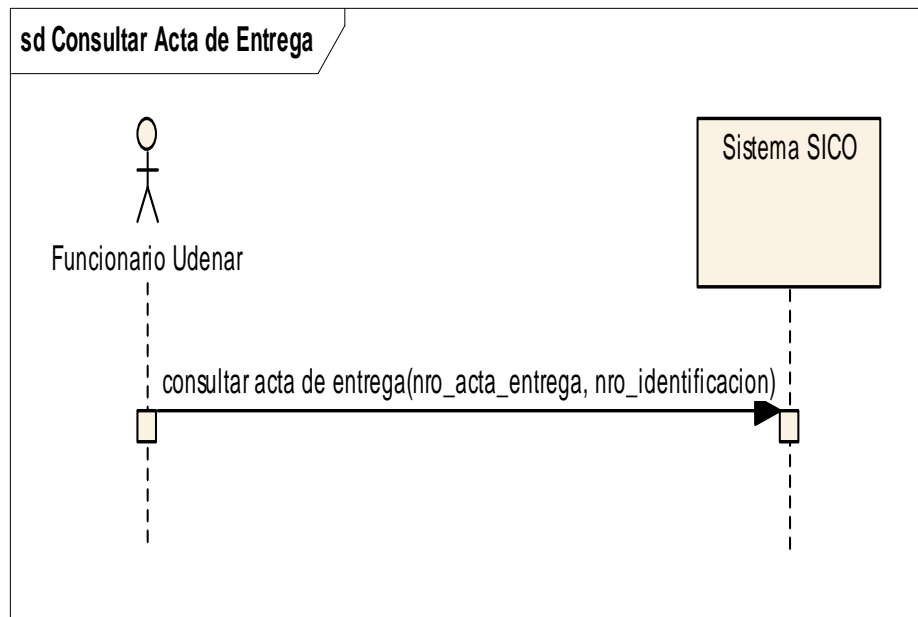 sd Consultar Acta de Entrega
Sistema SICO
Funcionario Udenar
consultar acta de entrega(nro_acta_entrega, nro_identificacion)